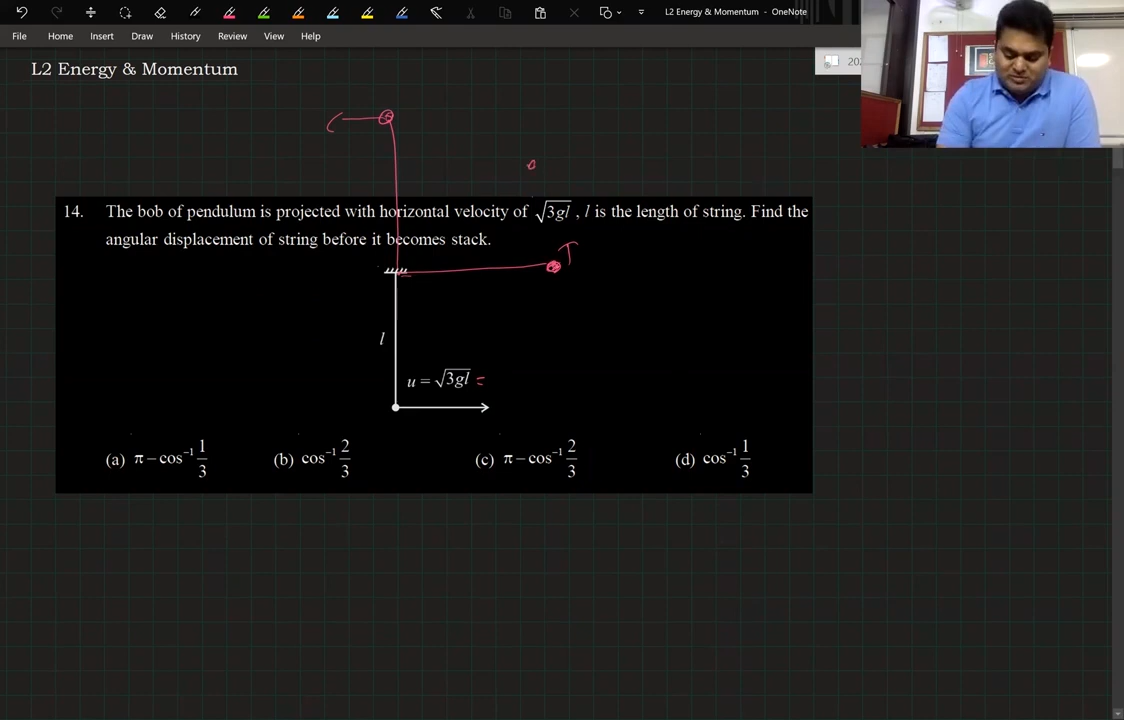 L2 Energy & Momentum - OneNote
File Home Insert Draw History Review View Help
L2 Energy & Momentum
14. The bob of pendulum is projected with horizontal velocity of √3gl , l is the length of string. Find the
angular displacement of string before it becomes stack.
T
l
u = √3gl =
(a) π − cos⁻¹ 1/3 (b) cos⁻¹ 2/3 (c) π − cos⁻¹ 2/3 (d) cos⁻¹ 1/3